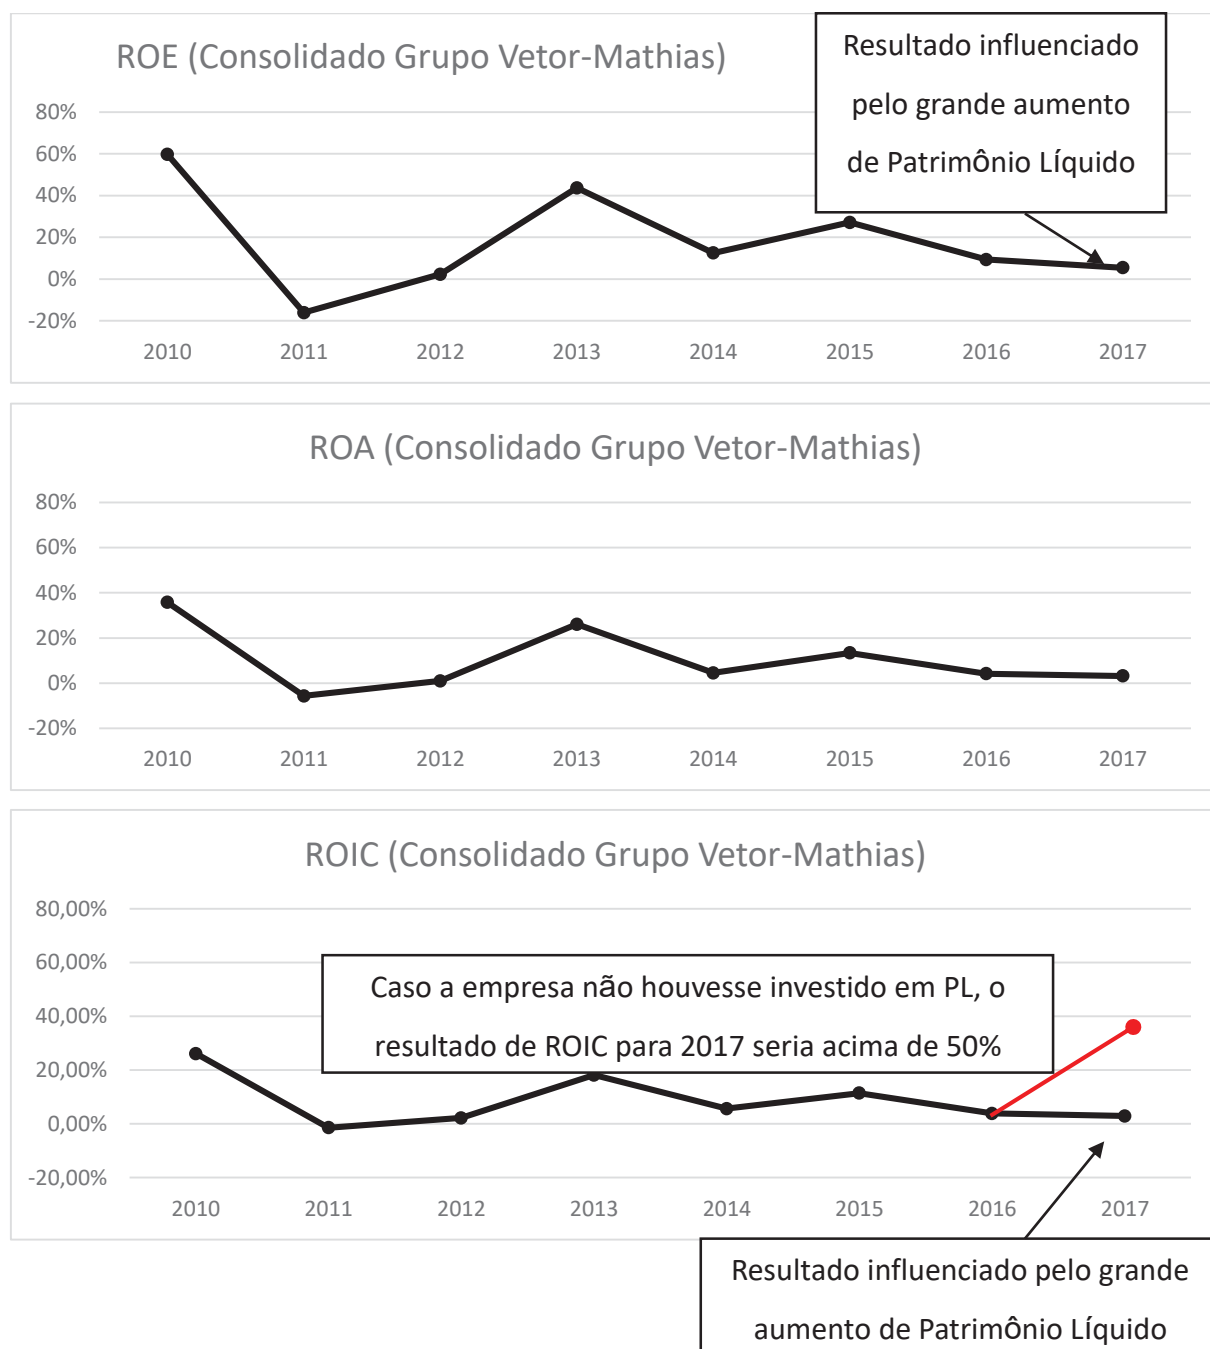 ROE (Consolidado Grupo Vetor-Mathias)
Resultado influenciado
pelo grande aumento
de Patrimônio Líquido
80%
60%
40%
20%
0%
-20%
2010 2011 2012 2013 2014 2015 2016 2017
ROA (Consolidado Grupo Vetor-Mathias)
80%
60%
40%
20%
0%
-20%
2010 2011 2012 2013 2014 2015 2016 2017
ROIC (Consolidado Grupo Vetor-Mathias)
80,00%
60,00%
40,00%
20,00%
0,00%
-20,00%
Caso a empresa não houvesse investido em PL, o
resultado de ROIC para 2017 seria acima de 50%
2010 2011 2012 2013 2014 2015 2016 2017
Resultado influenciado pelo grande
aumento de Patrimônio Líquido